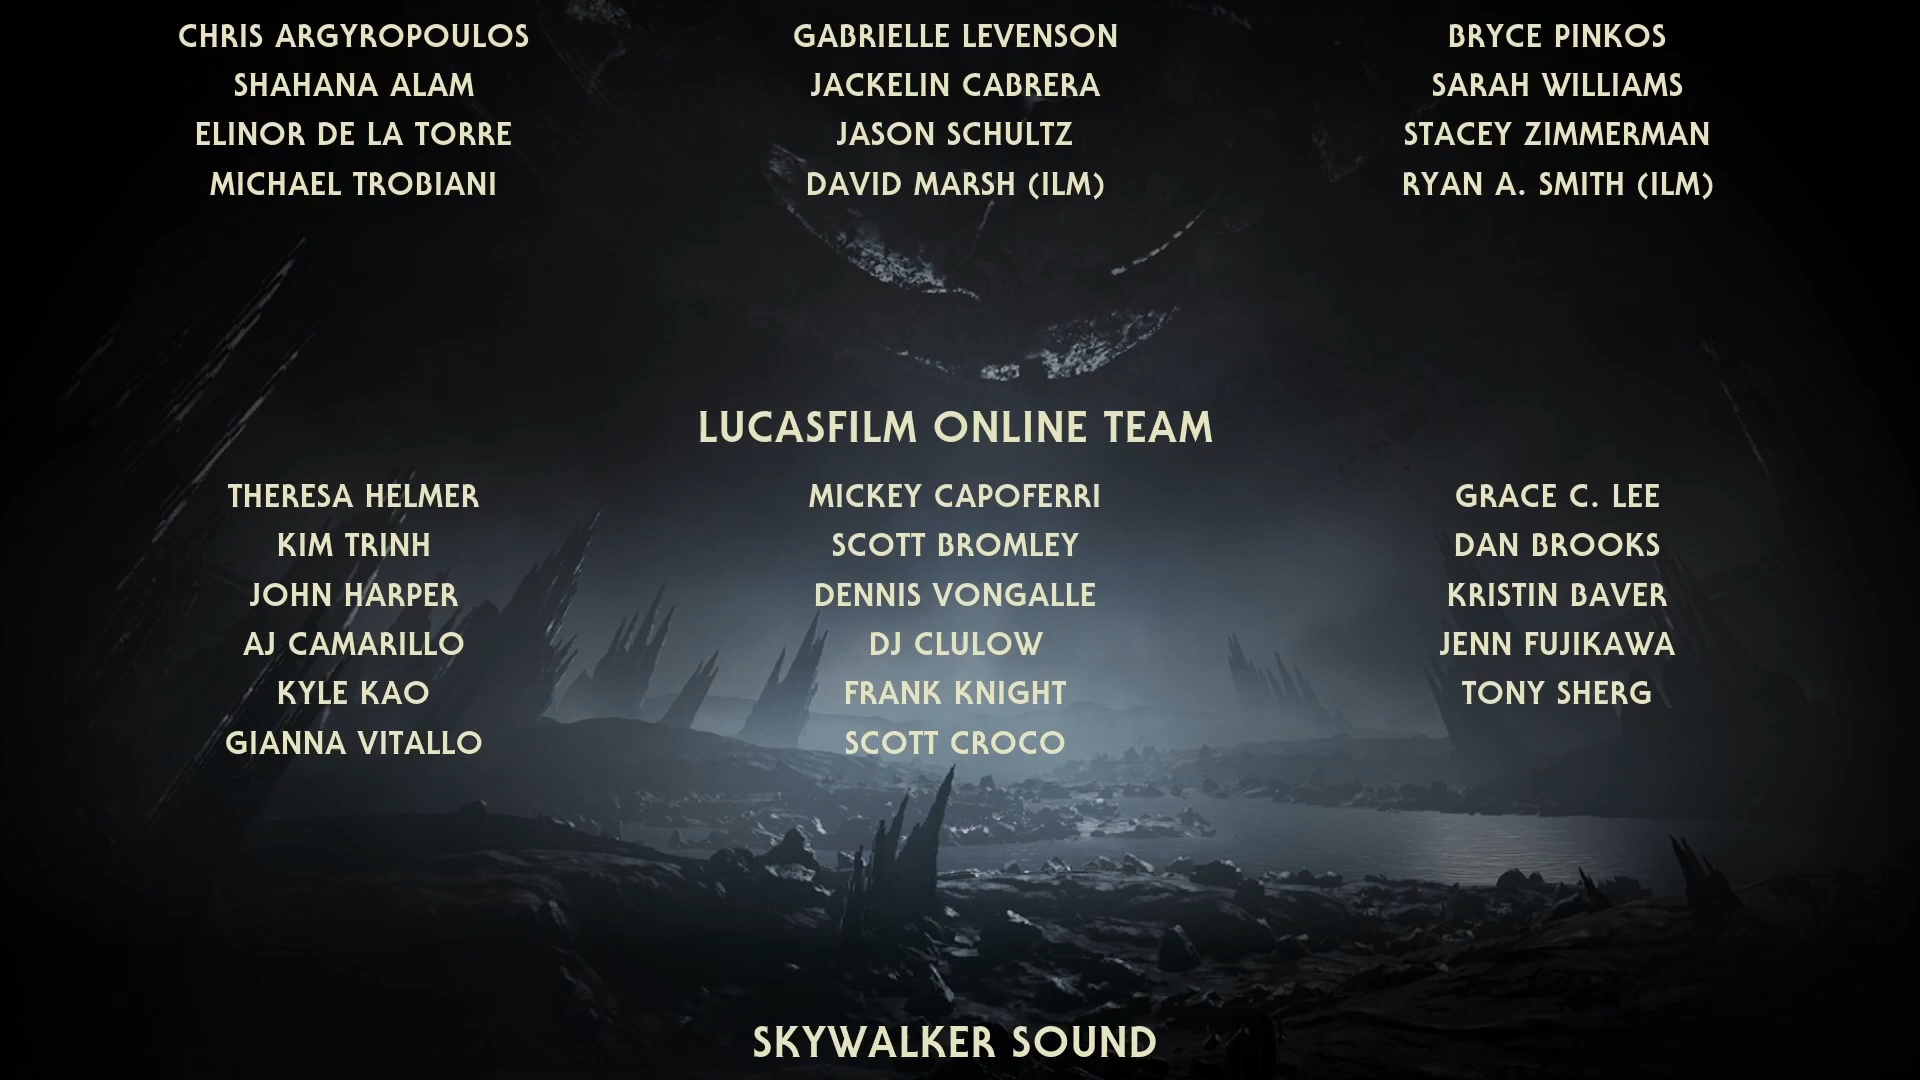 CHRIS ARGYROPOULOS GABRIELLE LEVENSON BRYCE PINKOS
SHAHANA ALAM JACKELIN CABRERA SARAH WILLIAMS
ELINOR DE LA TORRE JASON SCHULTZ STACEY ZIMMERMAN
MICHAEL TROBIANI DAVID MARSH (ILM) RYAN A. SMITH (ILM)
LUCASFILM ONLINE TEAM
THERESA HELMER MICKEY CAPOFERRI GRACE C. LEE
KIM TRINH SCOTT BROMLEY DAN BROOKS
JOHN HARPER DENNIS VONGALLE KRISTIN BAVER
AJ CAMARILLO DJ CLULOW JENN FUJIKAWA
KYLE KAO FRANK KNIGHT TONY SHERG
GIANNA VITALLO SCOTT CROCO
SKYWALKER SOUND